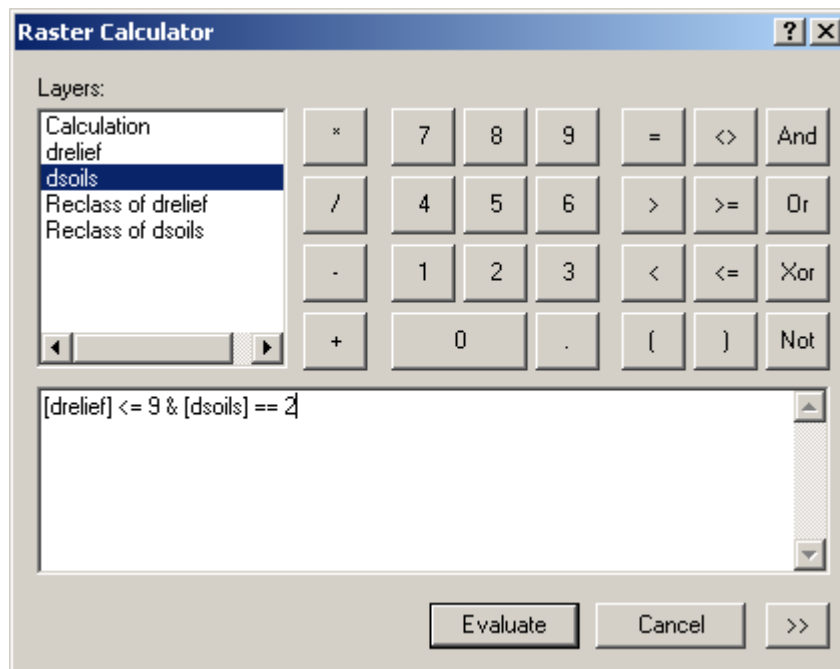 Raster Calculator
? X
Layers:
Calculation
drelief
dsoils
Reclass of drelief
Reclass of dsoils
* 7 8 9 = <> And
/ 4 5 6 > >= Or
- 1 2 3 < <= Xor
+ 0 . ( ) Not
[drelief] <= 9 & [dsoils] == 2
Evaluate Cancel >>